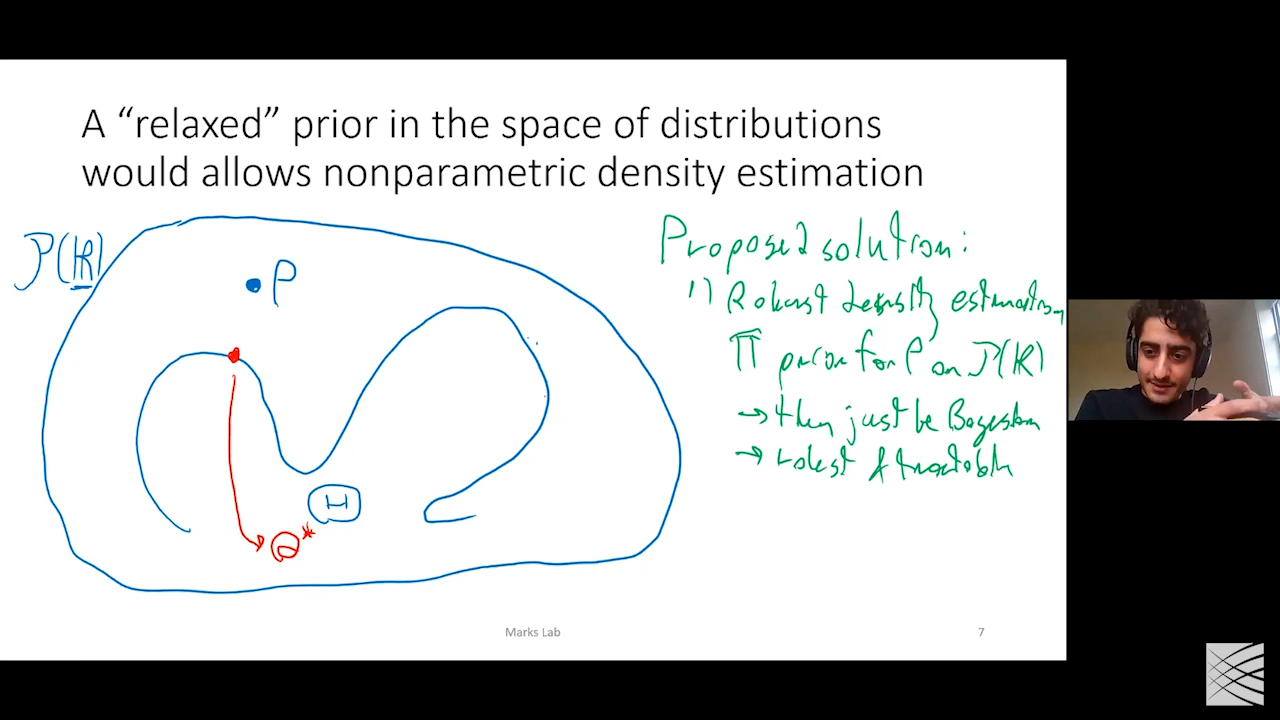 A “relaxed” prior in the space of distributions
would allows nonparametric density estimation
P(ℝ)
P
Θ
Q*
Proposed solution:
1) Robust density estimation
Π prior for P on P(ℝ)
→ then just be Bayesian
→ robust & tractable
Marks Lab
7